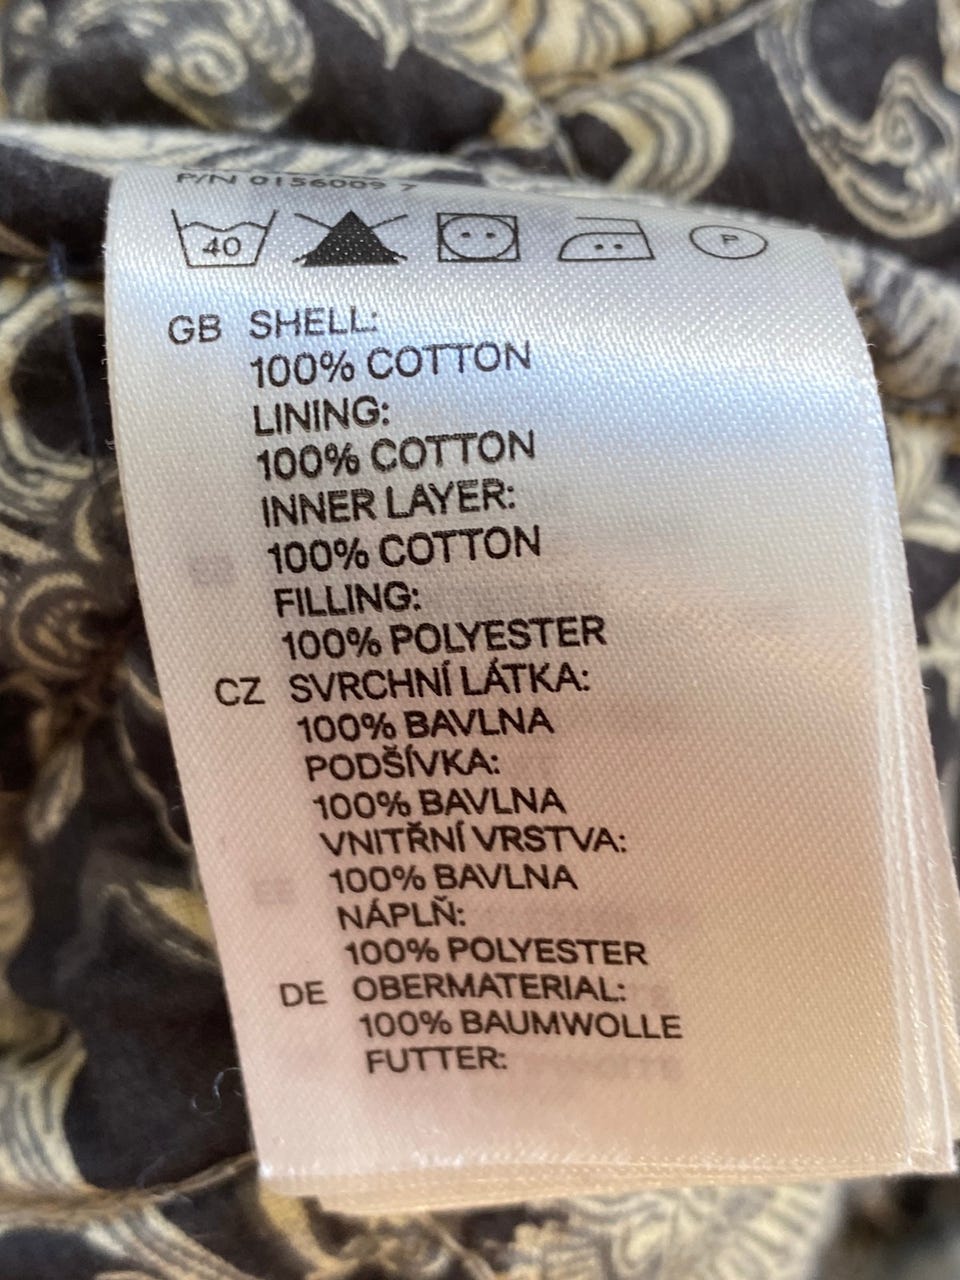 P/N 0156009 7
40
P
GB SHELL:
100% COTTON
LINING:
100% COTTON
INNER LAYER:
100% COTTON
FILLING:
100% POLYESTER
CZ SVRCHNÍ LÁTKA:
100% BAVLNA
PODŠÍVKA:
100% BAVLNA
VNITŘNÍ VRSTVA:
100% BAVLNA
NÁPLŇ:
100% POLYESTER
DE OBERMATERIAL:
100% BAUMWOLLE
FUTTER: